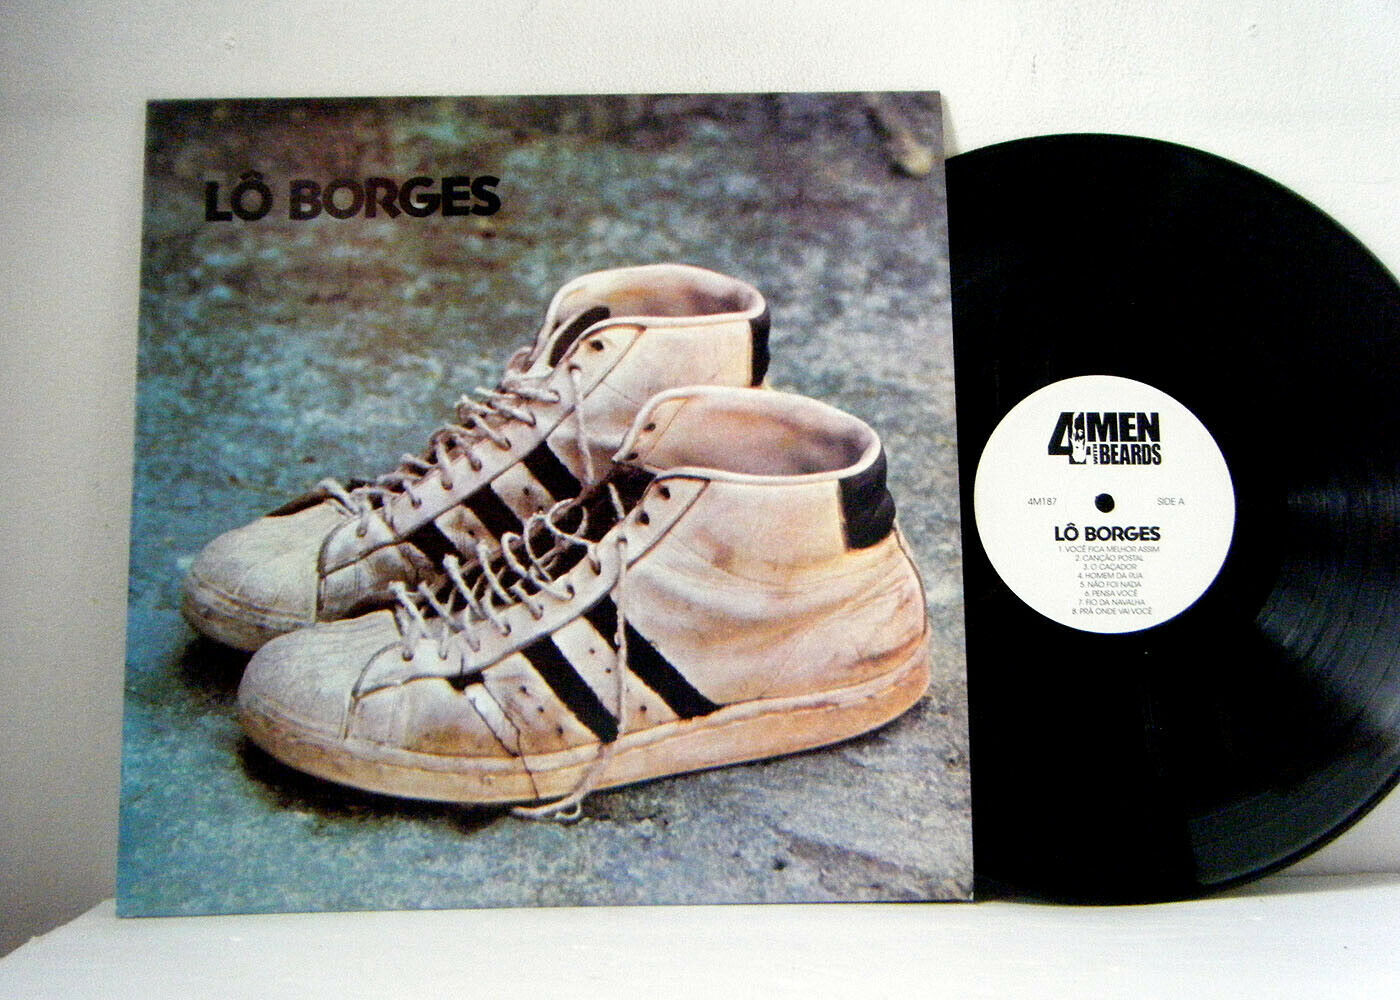 LÔ BORGES
41 MEN
WITH BEARDS
4M187 SIDE A
LÔ BORGES
1. VOCÊ FICA MELHOR ASSIM
2. CANÇÃO POSTAL
3. O CAÇADOR
4. HOMEM DA RUA
5. NÃO FOI NADA
6. PENSA VOCÊ
7. FIO DA NAVALHA
8. PRÁ ONDE VAI VOCÊ